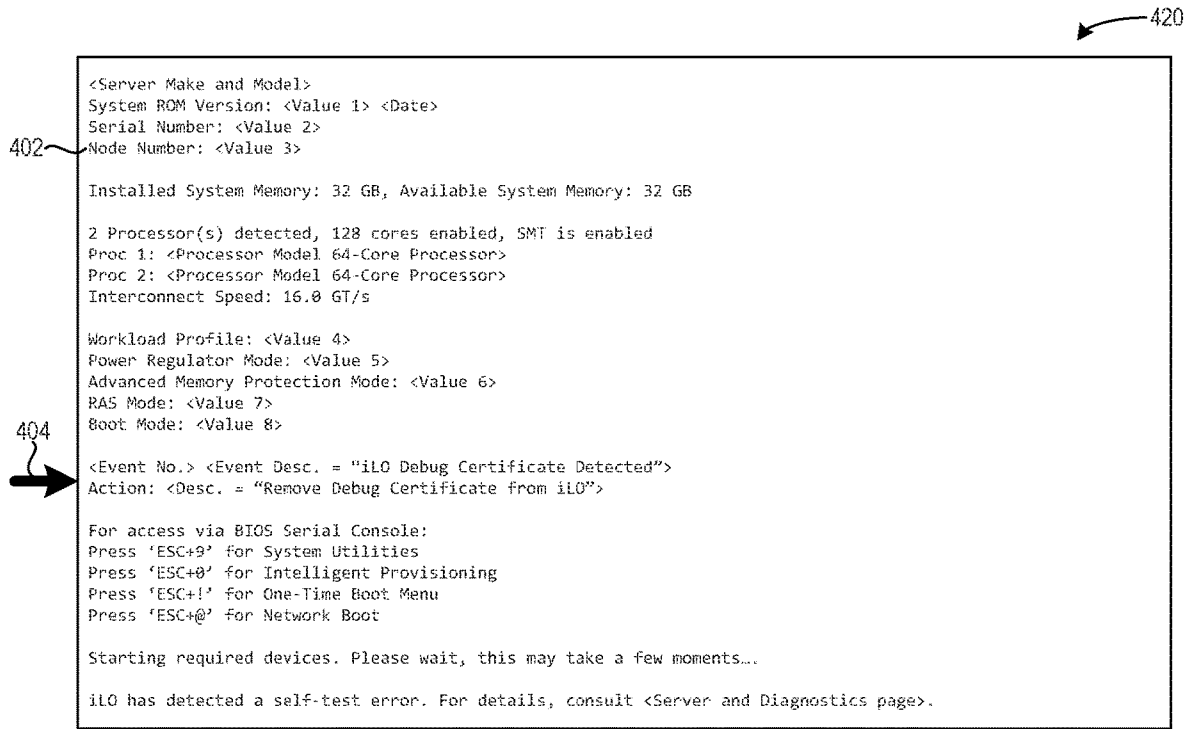 420
<Server Make and Model>
System ROM Version: <Value 1> <Date>
Serial Number: <Value 2>
402
Node Number: <Value 3>
Installed System Memory: 32 GB, Available System Memory: 32 GB
2 Processor(s) detected, 128 cores enabled, SMT is enabled
Proc 1: <Processor Model 64-Core Processor>
Proc 2: <Processor Model 64-Core Processor>
Interconnect Speed: 16.0 GT/s
Workload Profile: <Value 4>
Power Regulator Mode: <Value 5>
Advanced Memory Protection Mode: <Value 6>
RAS Mode: <Value 7>
Boot Mode: <Value 8>
404
<Event No.> <Event Desc. = "iLO Debug Certificate Detected”>
Action: <Desc. = “Remove Debug Certificate from iLO”>
For access via BIOS Serial Console:
Press ‘ESC+9’ for System Utilities
Press ‘ESC+0’ for Intelligent Provisioning
Press ‘ESC+!’ for One-Time Boot Menu
Press ‘ESC+@’ for Network Boot
Starting required devices. Please wait, this may take a few moments….
iLO has detected a self-test error. For details, consult <Server and Diagnostics page>.